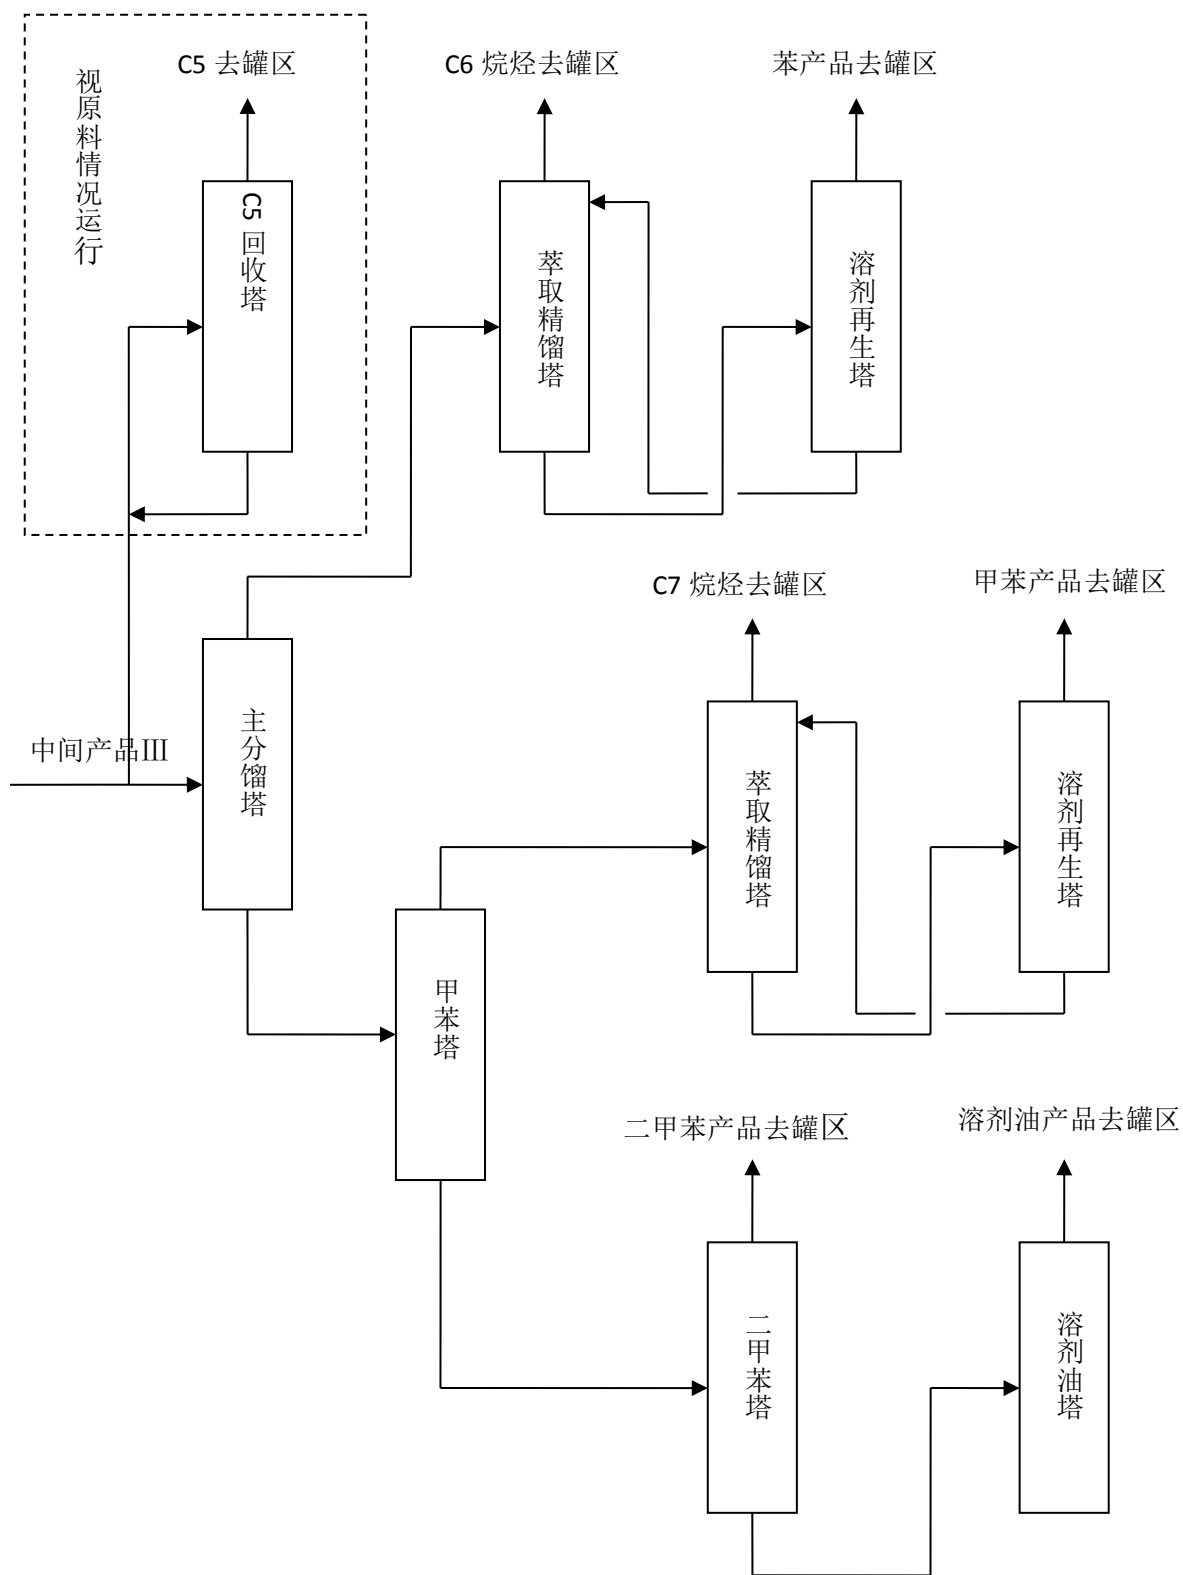 C5 去罐区
C6 烷烃去罐区
苯产品去罐区
视原料情况运行
C5 回收塔
萃取精馏塔
溶剂再生塔
C7 烷烃去罐区
甲苯产品去罐区
中间产品Ⅲ
主分馏塔
萃取精馏塔
溶剂再生塔
甲苯塔
二甲苯产品去罐区
溶剂油产品去罐区
二甲苯塔
溶剂油塔